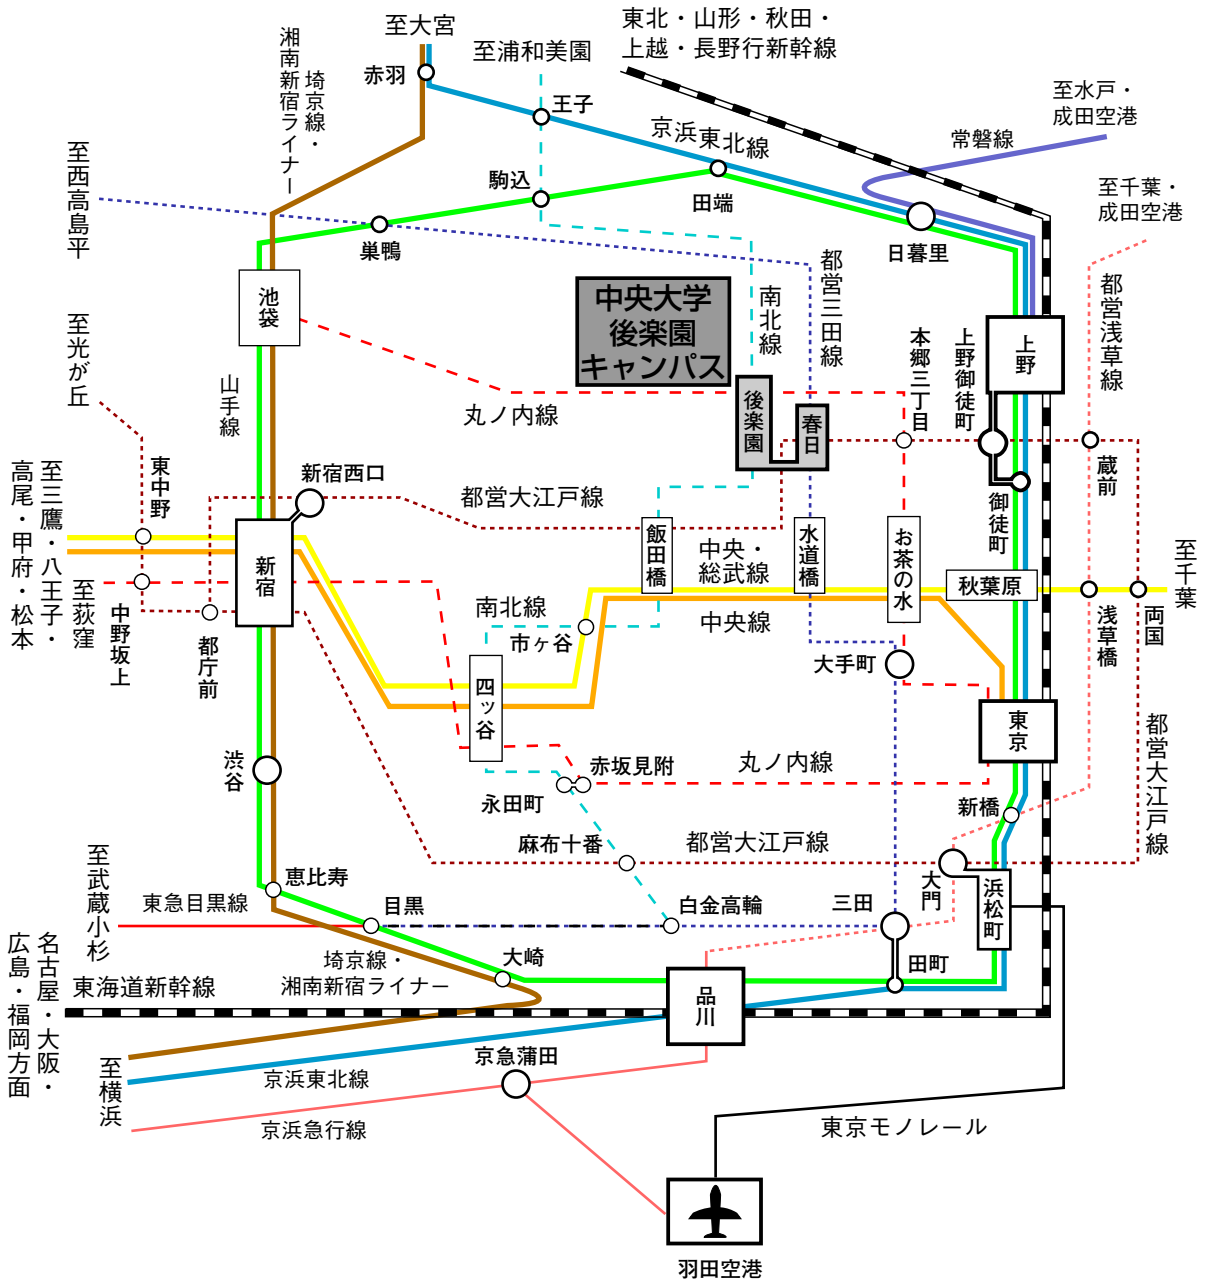 至大宮
東北・山形・秋田・
上越・長野行新幹線
至浦和美園
湘南新宿ライナー
埼京線・
赤羽
王子
京浜東北線
至水戸・
成田空港
常磐線
至西高島平
駒込
田端
至千葉・
成田空港
巣鴨
日暮里
都営三田線
南北線
都営浅草線
池袋
中央大学
後楽園
キャンパス
至光が丘
山手線
丸ノ内線
後楽園
春日
本郷三丁目
上野御徒町
上野
蔵前
御徒町
東中野
新宿西口
都営大江戸線
至三鷹・八王子・
高尾・甲府・松本
新宿
飯田橋
中央・
総武線
水道橋
お茶の水
秋葉原
至千葉
至荻窪
中野坂上
都庁前
南北線
市ヶ谷
中央線
浅草橋
両国
大手町
四ッ谷
東京
都営大江戸線
渋谷
赤坂見附
丸ノ内線
永田町
新橋
麻布十番
都営大江戸線
至武蔵小杉
恵比寿
大門
浜松町
東急目黒線
目黒
白金高輪
三田
名古屋・大阪・
広島・福岡方面
埼京線・
湘南新宿ライナー
大崎
田町
東海道新幹線
品川
至横浜
京浜東北線
京急蒲田
京浜急行線
東京モノレール
羽田空港